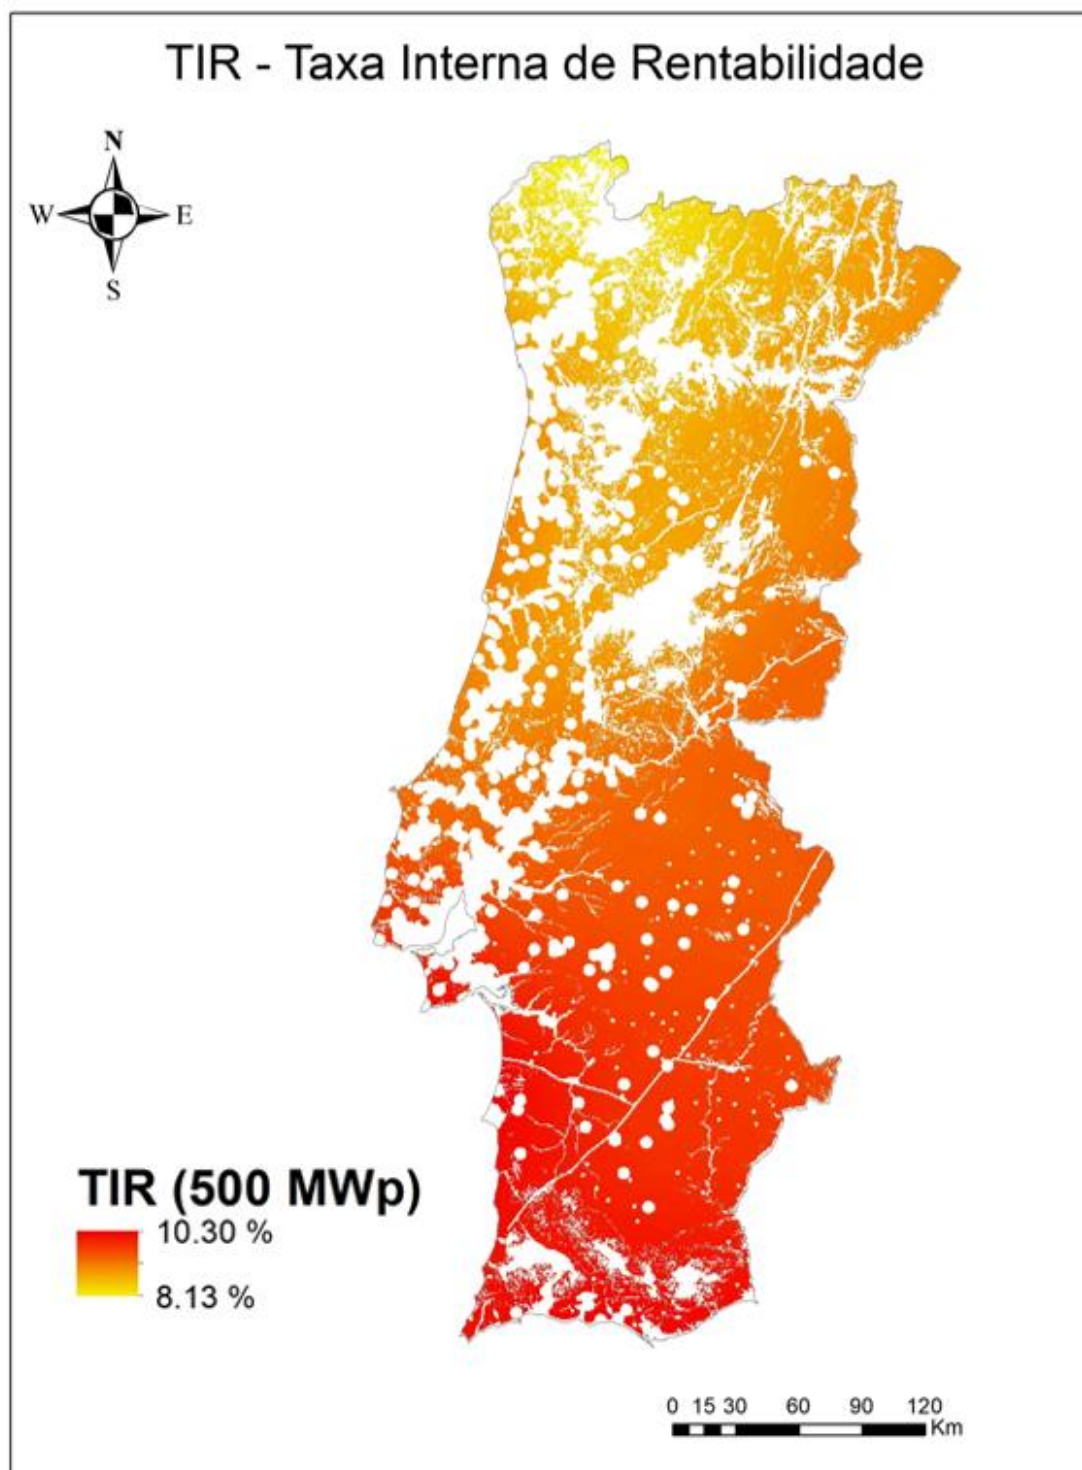 TIR - Taxa Interna de Rentabilidade
N
W E
S
TIR (500 MWp)
10.30 %
8.13 %
0 15 30 60 90 120
Km